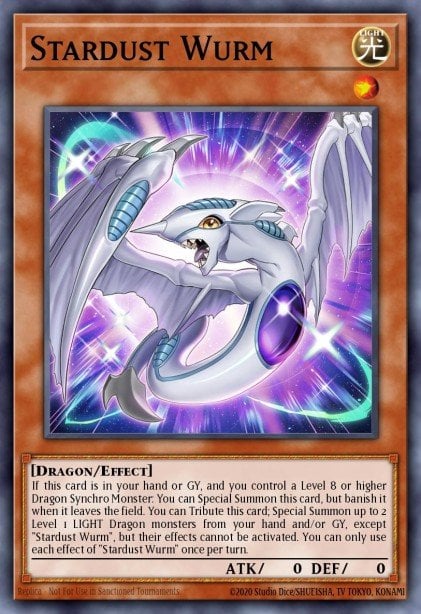 Stardust Wurm
LIGHT
光
[Dragon/Effect]
If this card is in your hand or GY, and you control a Level 8 or higher
Dragon Synchro Monster: You can Special Summon this card, but banish it
when it leaves the field. You can Tribute this card; Special Summon up to 2
Level 1 LIGHT Dragon monsters from your hand and/or GY, except
"Stardust Wurm", but their effects cannot be activated. You can only use
each effect of "Stardust Wurm" once per turn.
ATK/ 0 DEF/ 0
Replica - Not For Use in Sanctioned Tournaments
©2020 Studio Dice/SHUEISHA, TV TOKYO, KONAMI